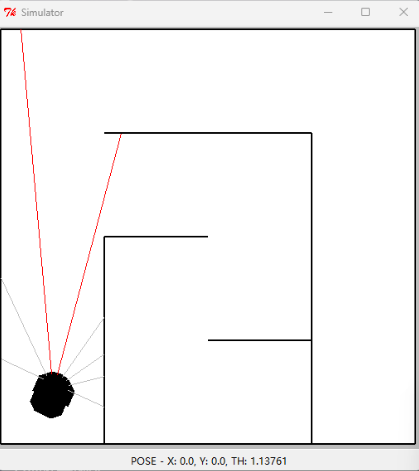 Simulator
POSE - X: 0.0, Y: 0.0, TH: 1.13761